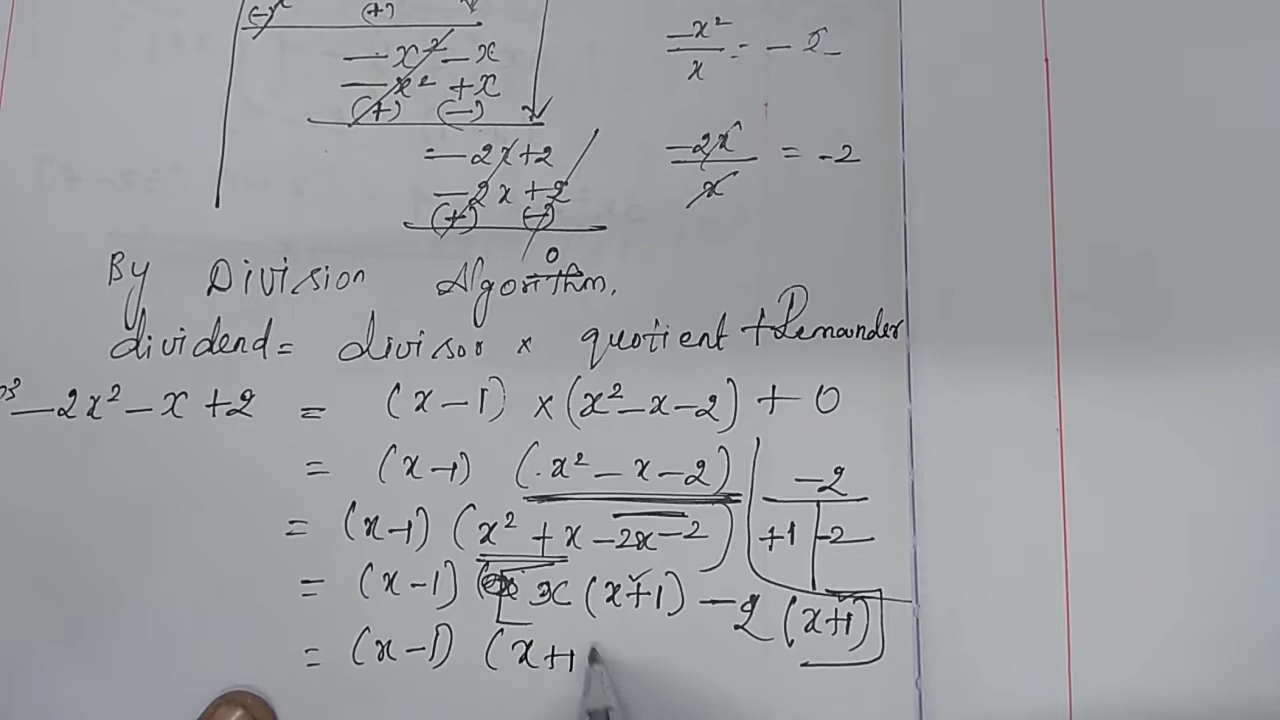 (-) (+)
-x² - x
-x² + x
(+) (-)
-2x+2
-2x+2
(+) (-)
0
-x²/x = -x
-2x/x = -2
By Division Algorithm.
dividend = divisor × quotient + Remainder
x³ - 2x² - x + 2 = (x-1) × (x² - x - 2) + 0
= (x-1) (x² - x - 2)
-2
+1 | -2
= (x-1) (x² + x - 2x - 2)
= (x-1) [x (x+1) - 2 (x+1)]
= (x-1) (x+1